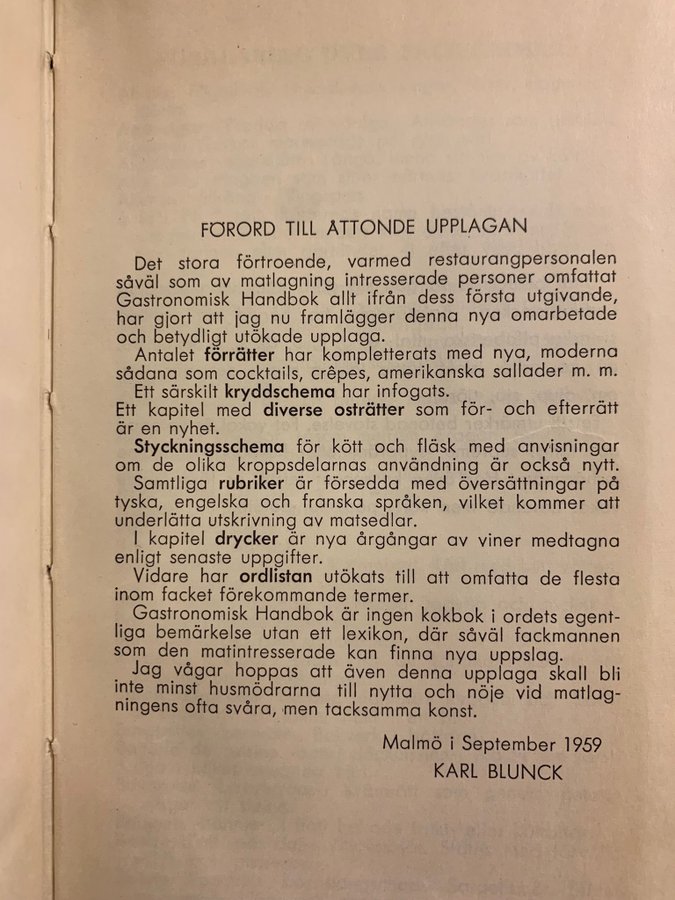 FÖRORD TILL ÅTTONDE UPPLAGAN
Det stora förtroende, varmed restaurangpersonalen
såväl som av matlagning intresserade personer omfattat
Gastronomisk Handbok allt ifrån dess första utgivande,
har gjort att jag nu framlägger denna nya omarbetade
och betydligt utökade upplaga.
Antalet förrätter har kompletterats med nya, moderna
sådana som cocktails, crêpes, amerikanska sallader m. m.
Ett särskilt kryddschema har infogats.
Ett kapitel med diverse osträtter som för- och efterrätt
är en nyhet.
Styckningsschema för kött och fläsk med anvisningar
om de olika kroppsdelarnas användning är också nytt.
Samtliga rubriker är försedda med översättningar på
tyska, engelska och franska språken, vilket kommer att
underlätta utskrivning av matsedlar.
I kapitel drycker är nya årgångar av viner medtagna
enligt senaste uppgifter.
Vidare har ordlistan utökats till att omfatta de flesta
inom facket förekommande termer.
Gastronomisk Handbok är ingen kokbok i ordets egent-
liga bemärkelse utan ett lexikon, där såväl fackmannen
som den matintresserade kan finna nya uppslag.
Jag vågar hoppas att även denna upplaga skall bli
inte minst husmödrarna till nytta och nöje vid matlag-
ningens ofta svåra, men tacksamma konst.
Malmö i September 1959
KARL BLUNCK